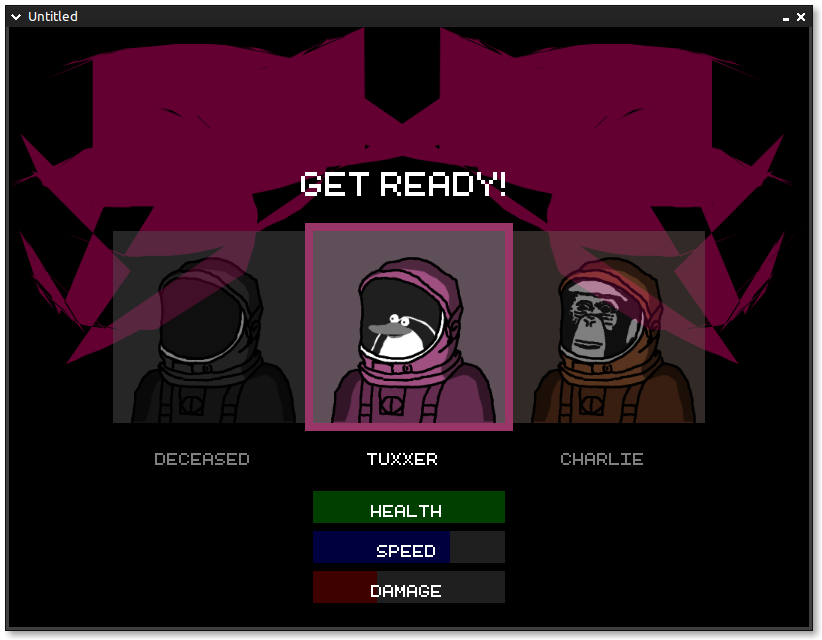 Untitled
GET READY!
DECEASED TUXXER CHARLIE
HEALTH
SPEED
DAMAGE